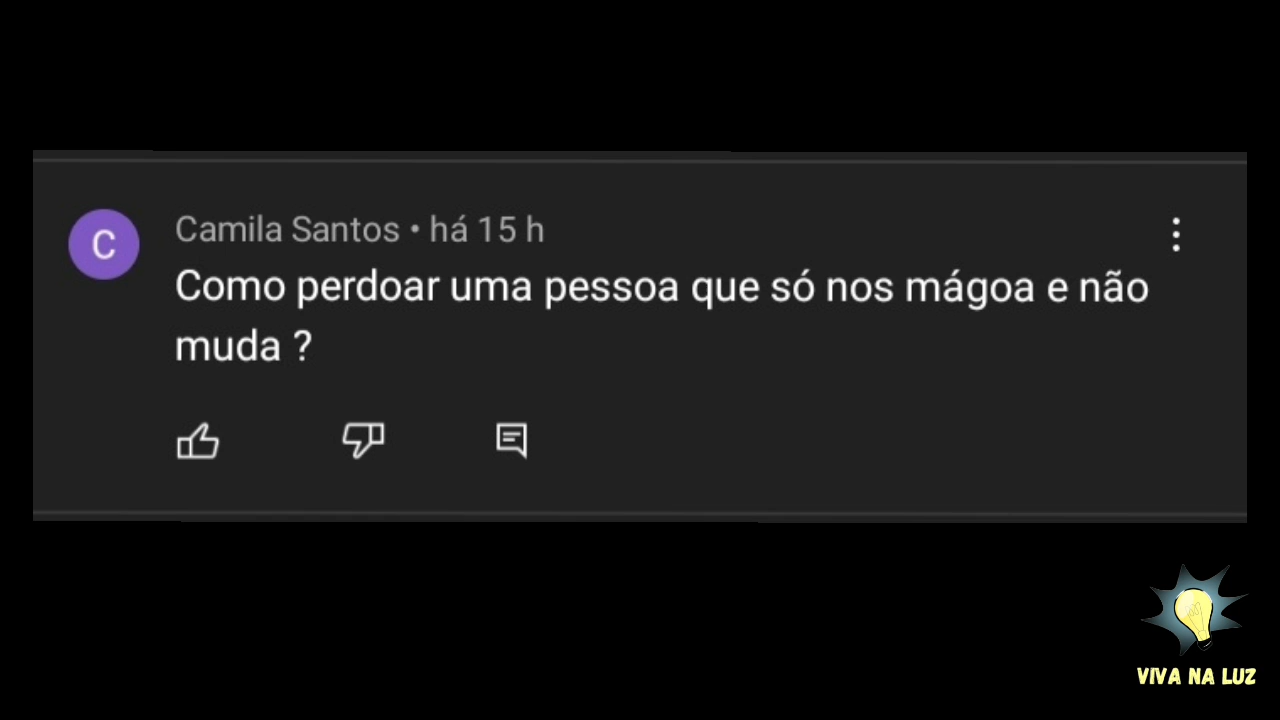 C
Camila Santos • há 15 h
Como perdoar uma pessoa que só nos mágoa e não
muda ?
VIVA NA LUZ